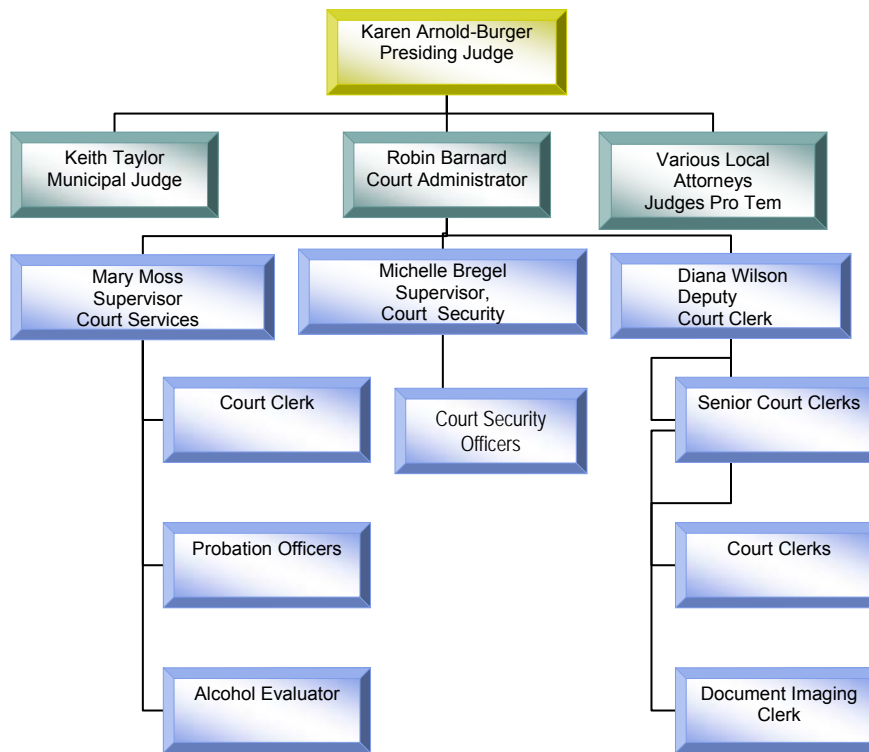 Karen Arnold-Burger
Presiding Judge
Keith Taylor
Municipal Judge
Robin Barnard
Court Administrator
Various Local
Attorneys
Judges Pro Tem
Mary Moss
Supervisor
Court Services
Michelle Bregel
Supervisor,
Court Security
Diana Wilson
Deputy
Court Clerk
Court Clerk
Court Security
Officers
Senior Court Clerks
Probation Officers
Court Clerks
Alcohol Evaluator
Document Imaging
Clerk